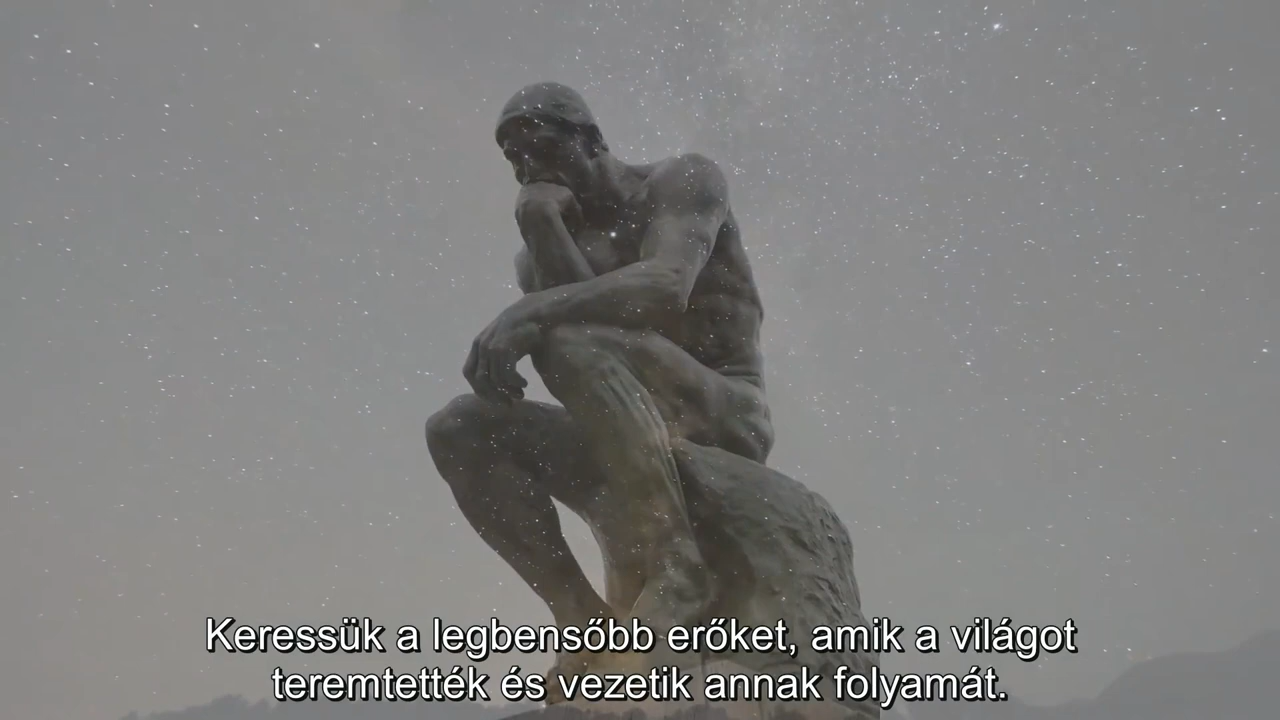 Keressük a legbensőbb erőket, amik a világot
teremtették és vezetik annak folyamát.